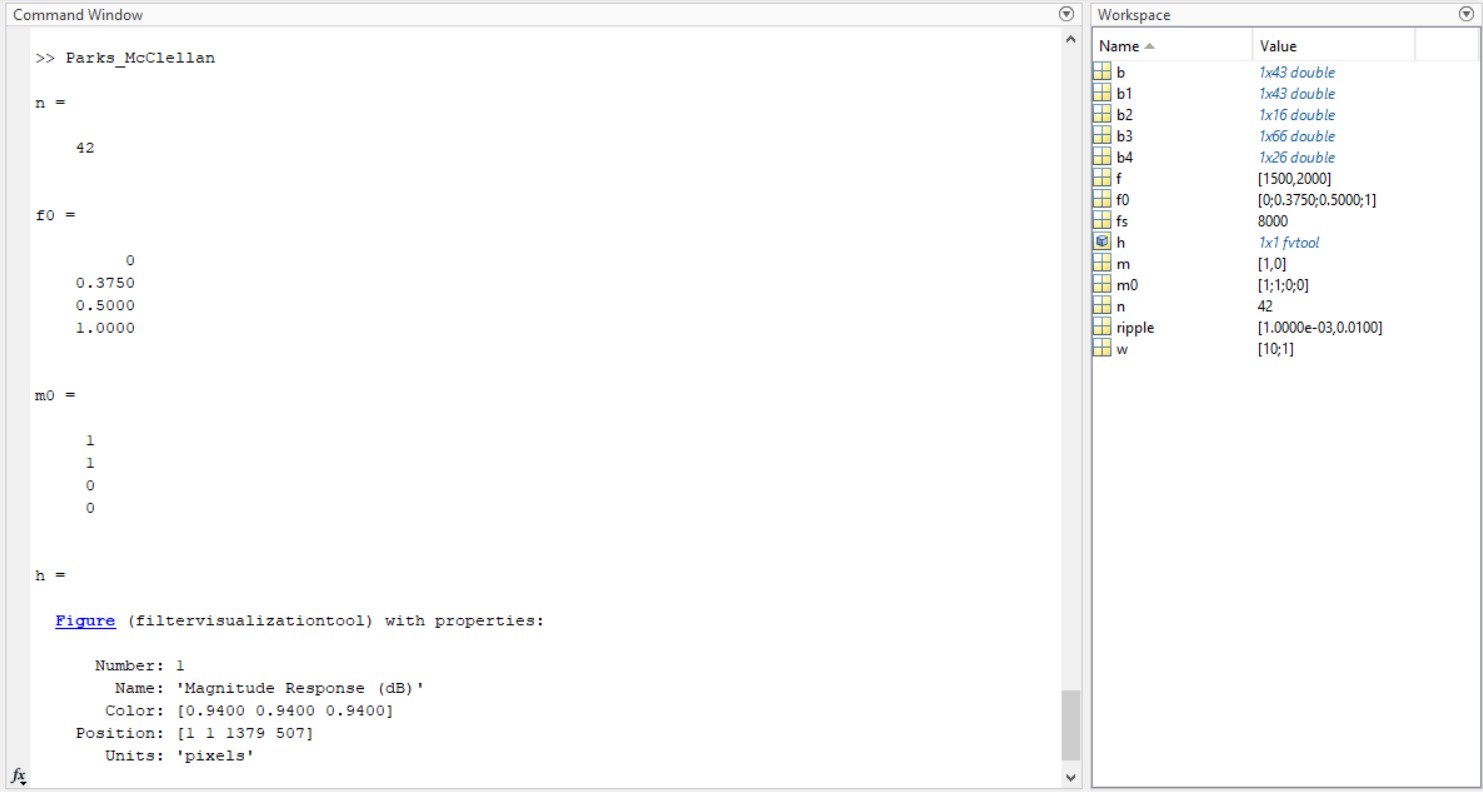 Command Window
>> Parks_McClellan
n =
42
f0 =
0
0.3750
0.5000
1.0000
m0 =
1
1
0
0
h =
Figure (filtervisualizationtool) with properties:
Number: 1
Name: 'Magnitude Response (dB)'
Color: [0.9400 0.9400 0.9400]
Position: [1 1 1379 507]
Units: 'pixels'
fx
Workspace
Name Value
b 1x43 double
b1 1x43 double
b2 1x16 double
b3 1x66 double
b4 1x26 double
f [1500,2000]
f0 [0;0.3750;0.5000;1]
fs 8000
h 1x1 fvtool
m [1,0]
m0 [1;1;0;0]
n 42
ripple [1.0000e-03,0.0100]
w [10;1]